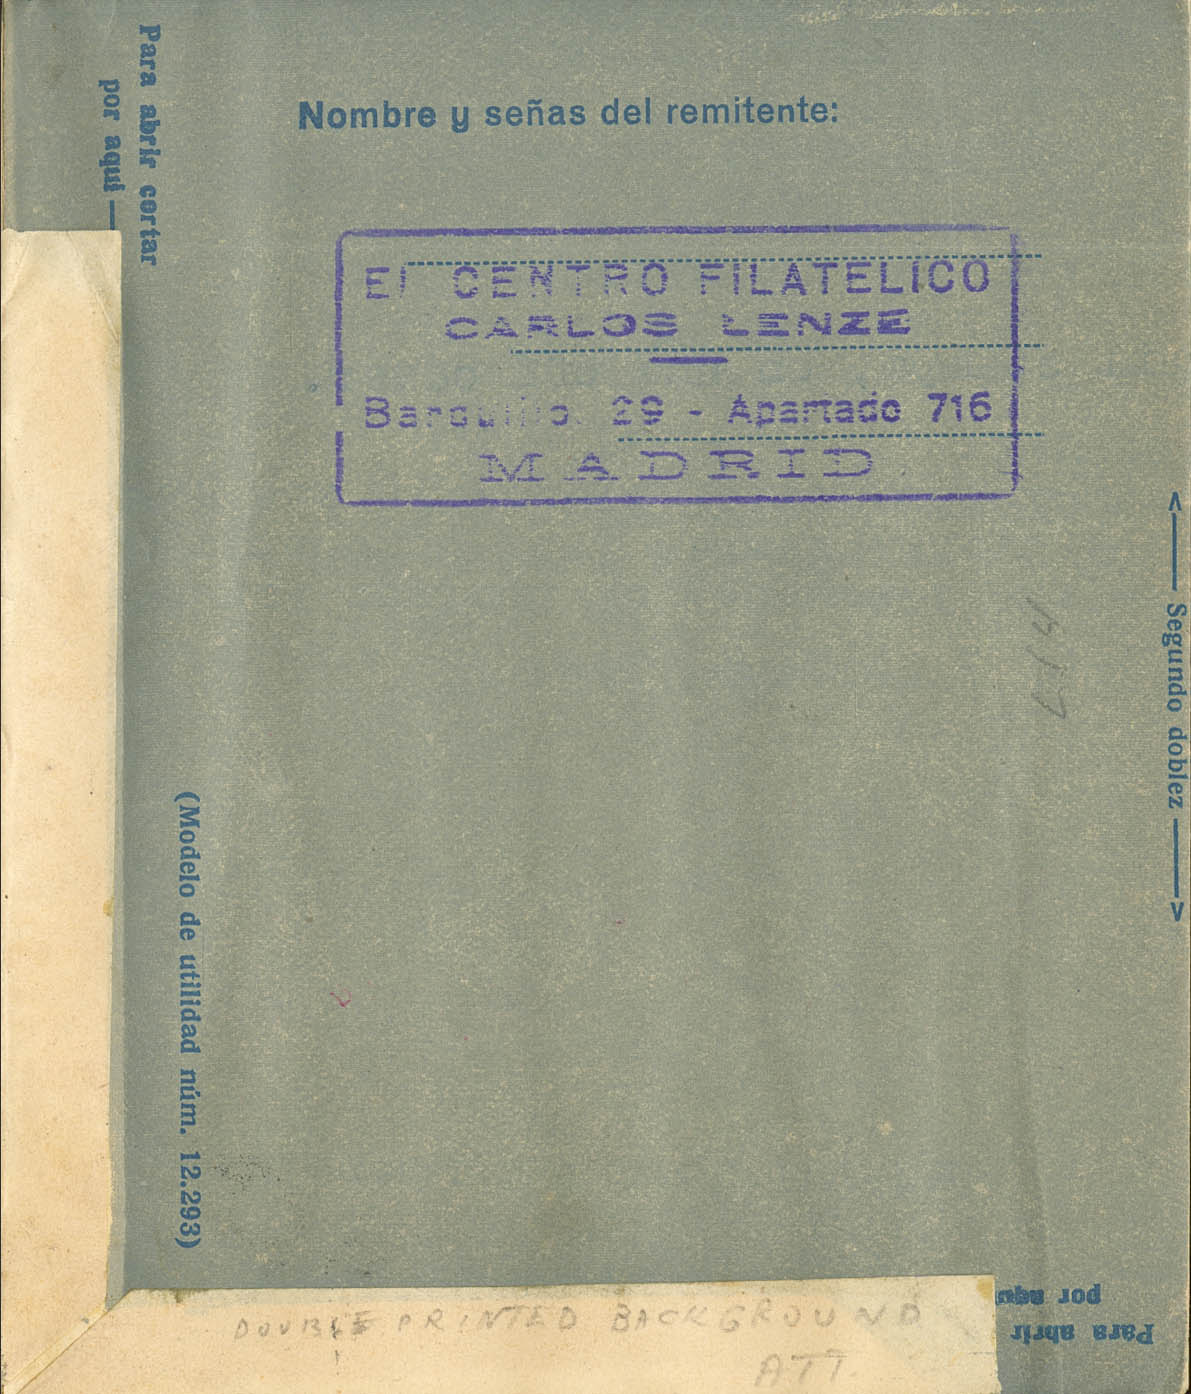 Para abrir cortar
por aquí
Nombre y señas del remitente:
El CENTRO FILATELICO
CARLOS LENZE
Barquillo, 29 - Apartado 716
MADRID
Segundo doblez
(Modelo de utilidad núm. 12.293)
por aquí
Para abrir
DOUBLE PRINTED BACKGROUND
ATT.